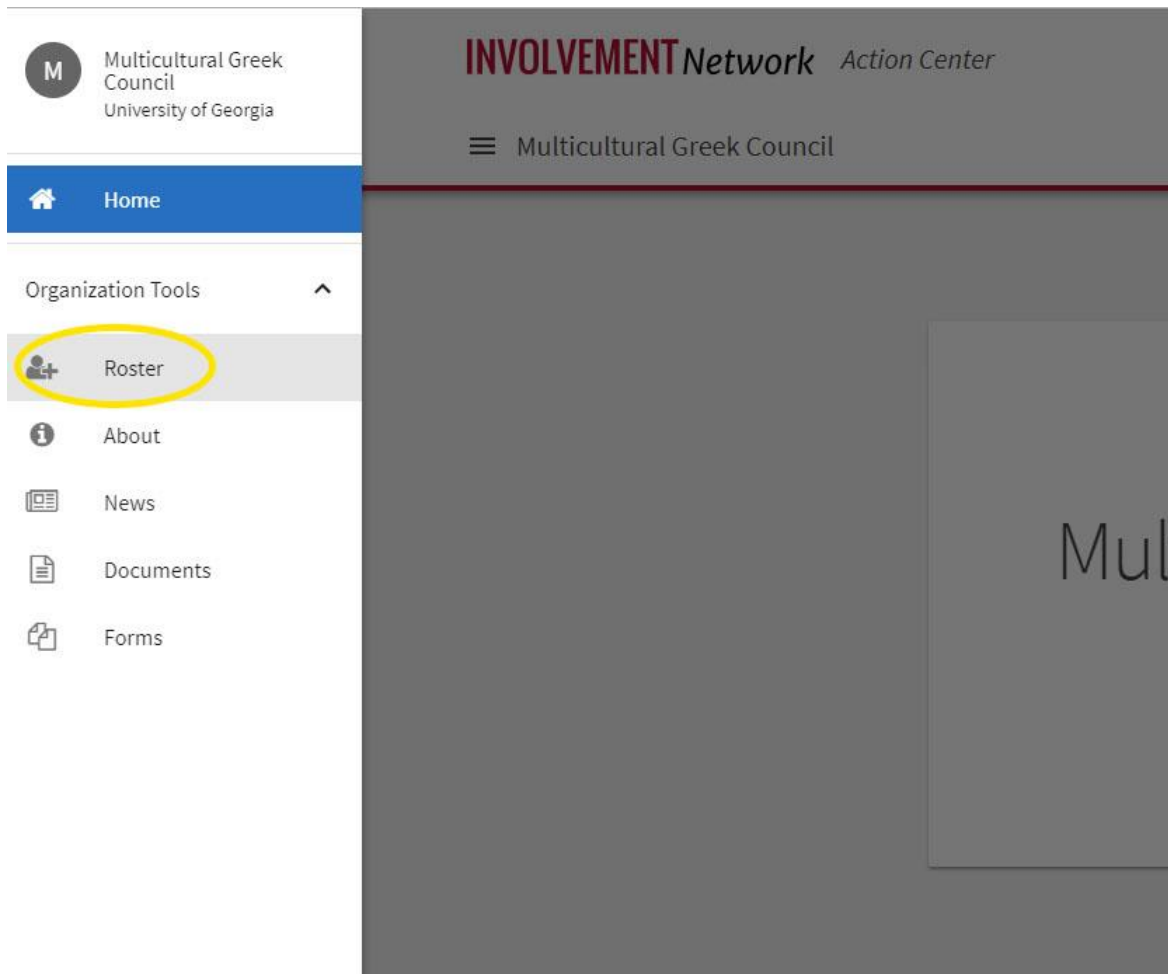 M
Multicultural Greek
Council
University of Georgia
Home
Organization Tools
Roster
About
News
Documents
Forms
INVOLVEMENT Network Action Center
Multicultural Greek Council
Mul